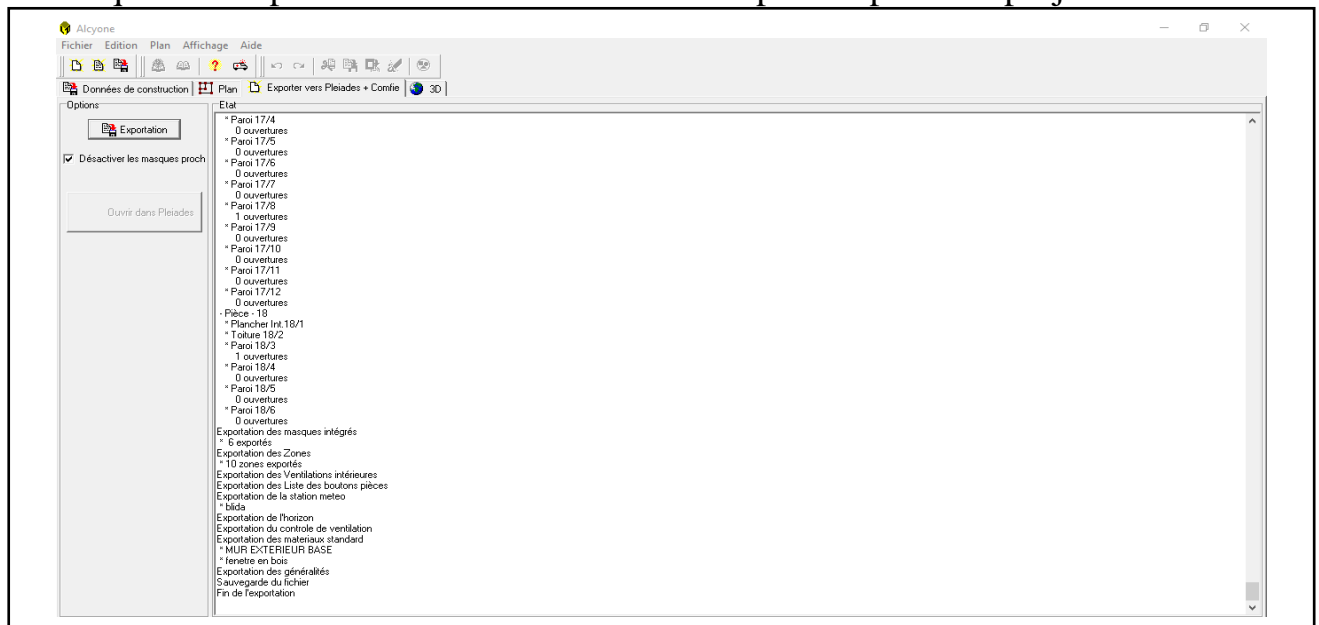 Alcyone
Fichier Edition Plan Affichage Aide
Données de construction Plan Exporter vers Pleiades + Comfie 3D
Options
Exportation
Désactiver les masques proch
Ouvrir dans Pleiades
Etat
* Paroi 17/4
0 ouvertures
* Paroi 17/5
0 ouvertures
* Paroi 17/6
0 ouvertures
* Paroi 17/7
0 ouvertures
* Paroi 17/8
1 ouvertures
* Paroi 17/9
0 ouvertures
* Paroi 17/10
0 ouvertures
* Paroi 17/11
0 ouvertures
* Paroi 17/12
0 ouvertures
- Pièce - 18
* Plancher Int.18/1
* Toiture 18/2
* Paroi 18/3
1 ouvertures
* Paroi 18/4
0 ouvertures
* Paroi 18/5
0 ouvertures
* Paroi 18/6
0 ouvertures
Exportation des masques intégrés
* 6 exportés
Exportation des Zones
* 10 zones exportés
Exportation des Ventilations intérieures
Exportation des Liste des boutons pièces
Exportation de la station meteo
* blida
Exportation de l'horizon
Exportation du controle de ventilation
Exportation des materiaux standard
* MUR EXTERIEUR BASE
* fenetre en bois
Exportation des généralités
Sauvegarde du fichier
Fin de l'exportation